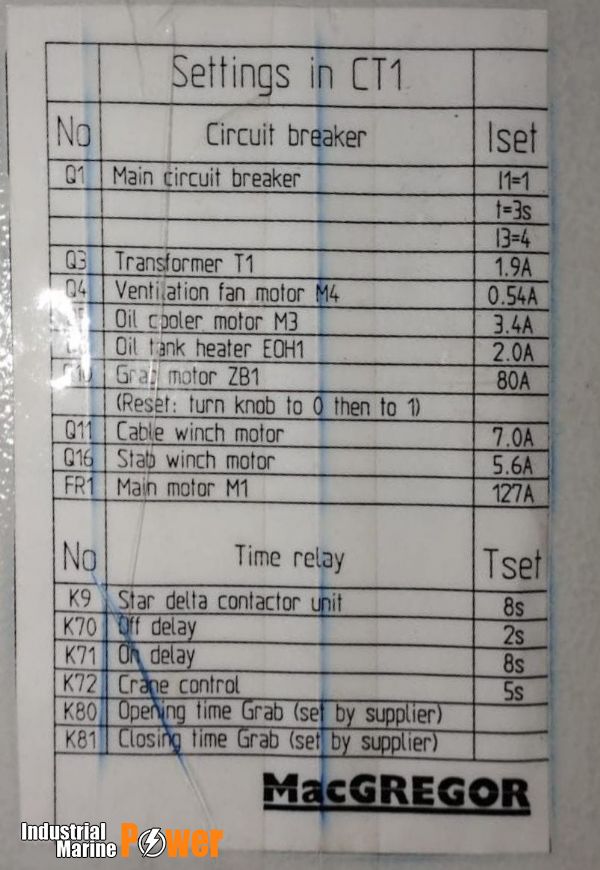 Settings in CT1
No Circuit breaker Iset
Q1 Main circuit breaker I1=1
t=3s
I3=4
Q3 Transformer T1 1.9A
Q4 Ventilation fan motor M4 0.54A
Oil cooler motor M3 3.4A
Oil tank heater EOH1 2.0A
Q10 Grab motor ZB1 80A
(Reset: turn knob to 0 then to 1)
Q11 Cable winch motor 7.0A
Q16 Stab winch motor 5.6A
FR1 Main motor M1 127A
No Time relay Tset
K9 Star delta contactor unit 8s
K70 Off delay 2s
K71 On delay 8s
K72 Crane control 5s
K80 Opening time Grab (set by supplier)
K81 Closing time Grab (set by supplier)
MacGREGOR
Industrial
Marine Power